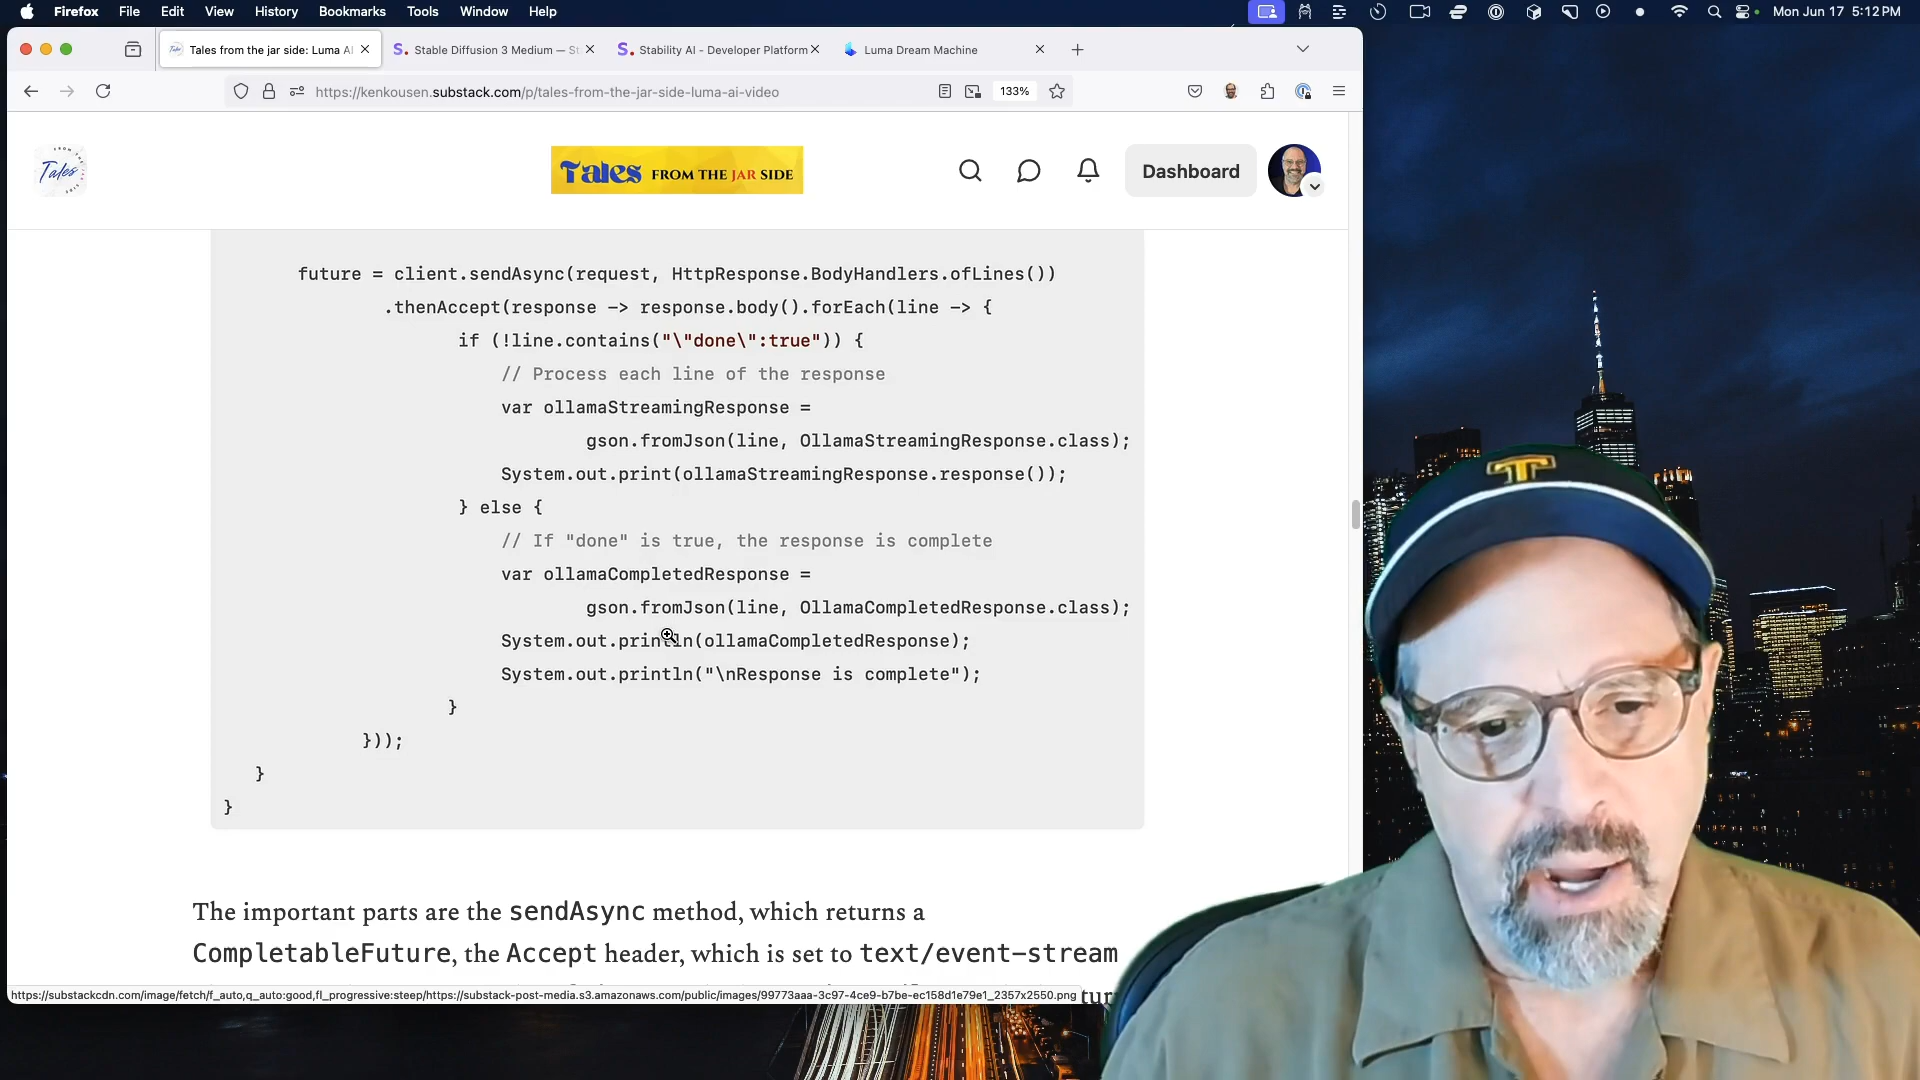 Firefox File Edit View History Bookmarks Tools Window Help
Mon Jun 17 5:12 PM
Tales from the jar side: Luma AI
Stable Diffusion 3 Medium — St
Stability AI - Developer Platform
Luma Dream Machine
https://kenkousen.substack.com/p/tales-from-the-jar-side-luma-ai-video
133%
Tales
Tales FROM THE JAR SIDE
Dashboard
future = client.sendAsync(request, HttpResponse.BodyHandlers.ofLines())
.thenAccept(response -> response.body().forEach(line -> {
if (!line.contains("\"done\":true")) {
// Process each line of the response
var ollamaStreamingResponse =
gson.fromJson(line, OllamaStreamingResponse.class);
System.out.print(ollamaStreamingResponse.response());
} else {
// If "done" is true, the response is complete
var ollamaCompletedResponse =
gson.fromJson(line, OllamaCompletedResponse.class);
System.out.println(ollamaCompletedResponse);
System.out.println("\nResponse is complete");
}
}));
}
}
The important parts are the sendAsync method, which returns a
CompletableFuture, the Accept header, which is set to text/event-stream
https://substackcdn.com/image/fetch/f_auto,q_auto:good,fl_progressive:steep/https://substack-post-media.s3.amazonaws.com/public/images/99773aaa-3c97-4ce9-b7be-ec158d1e79e1_2357x2550.png
T